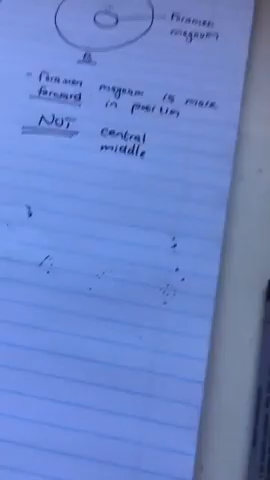 Foramen
magnum
B
- Foramen magnum is more
forward in position
NOT central
middle